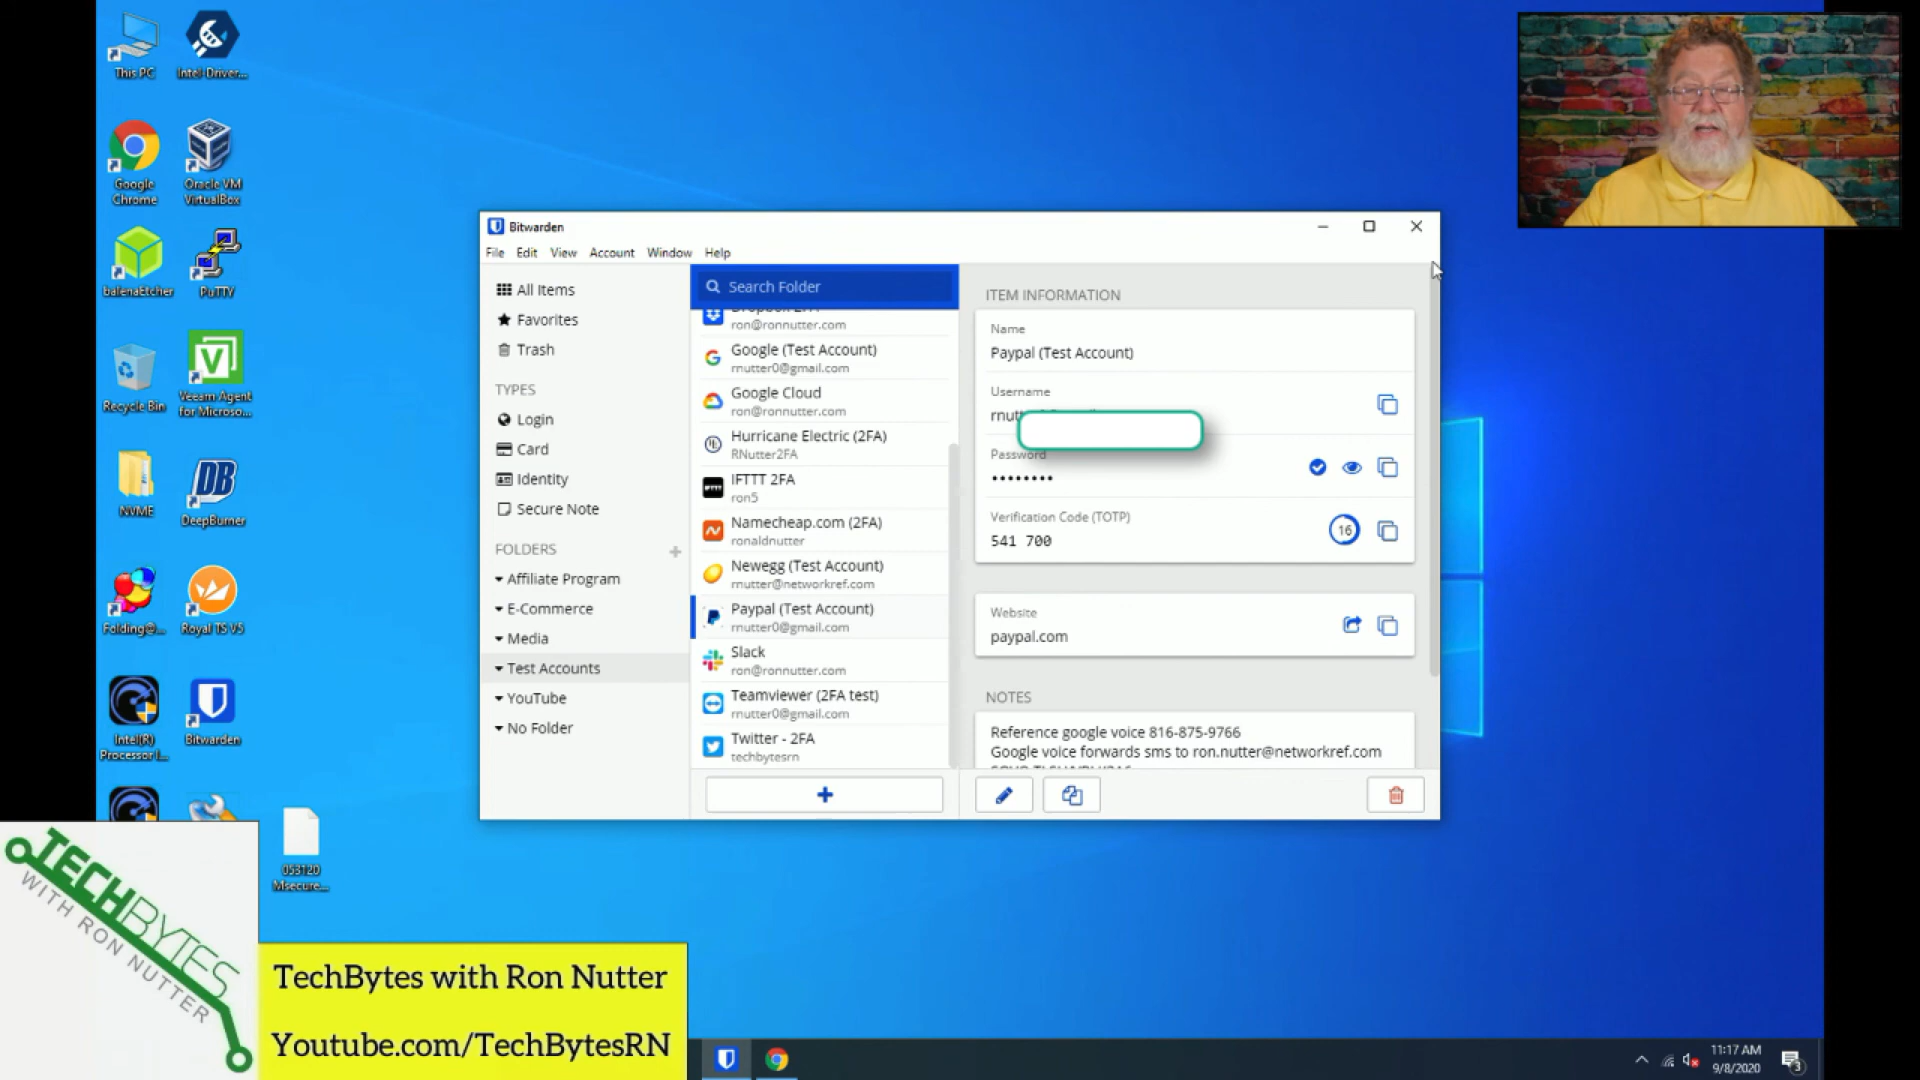 This PC
Intel Driver...
Google
Chrome
Oracle VM
VirtualBox
balenaEtcher
PuTTY
Recycle Bin
Veeam Agent
for Microso...
NVME
DeepBurner
Folding@...
Royal TS V5
Intel(R)
Processor I...
Bitwarden
053120
Msecure...
Bitwarden
File Edit View Account Window Help
All Items
Favorites
Trash
TYPES
Login
Card
Identity
Secure Note
FOLDERS
Affiliate Program
E-Commerce
Media
Test Accounts
YouTube
No Folder
Search Folder
ron@ronnutter.com
Google (Test Account)
rnutter0@gmail.com
Google Cloud
ron@ronnutter.com
Hurricane Electric (2FA)
RNutter2FA
IFTTT 2FA
ron5
Namecheap.com (2FA)
ronaldnutter
Newegg (Test Account)
rnutter@networkref.com
Paypal (Test Account)
rnutter0@gmail.com
Slack
ron@ronnutter.com
Teamviewer (2FA test)
rnutter0@gmail.com
Twitter - 2FA
techbytesrn
ITEM INFORMATION
Name
Paypal (Test Account)
Username
Password
••••••••
Verification Code (TOTP)
541 700
16
Website
paypal.com
NOTES
Reference google voice 816-875-9766
Google voice forwards sms to ron.nutter@networkref.com
TECHBYTES
WITH RON NUTTER
TechBytes with Ron Nutter
Youtube.com/TechBytesRN
11:17 AM
9/8/2020
3